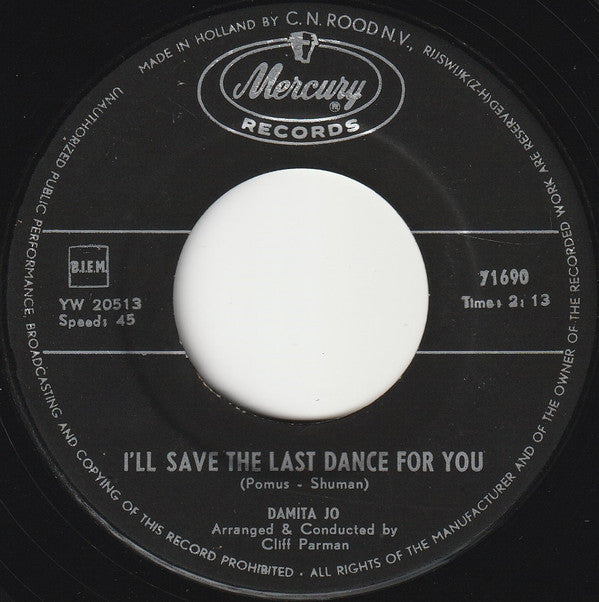 MADE IN HOLLAND BY C.N. ROOD N.V., RIJSWIJK(Z-H)
UNAUTHORIZED PUBLIC PERFORMANCE, BROADCASTING AND COPYING OF THIS RECORD PROHIBITED - ALL RIGHTS OF THE MANUFACTURER AND OF THE OWNER OF THE RECORDED WORK ARE RESERVED
Mercury
®
RECORDS
B.I.E.M.
YW 20513
Speed: 45
71690
Time: 2: 13
I'LL SAVE THE LAST DANCE FOR YOU
(Pomus - Shuman)
DAMITA JO
Arranged & Conducted by
Cliff Parman